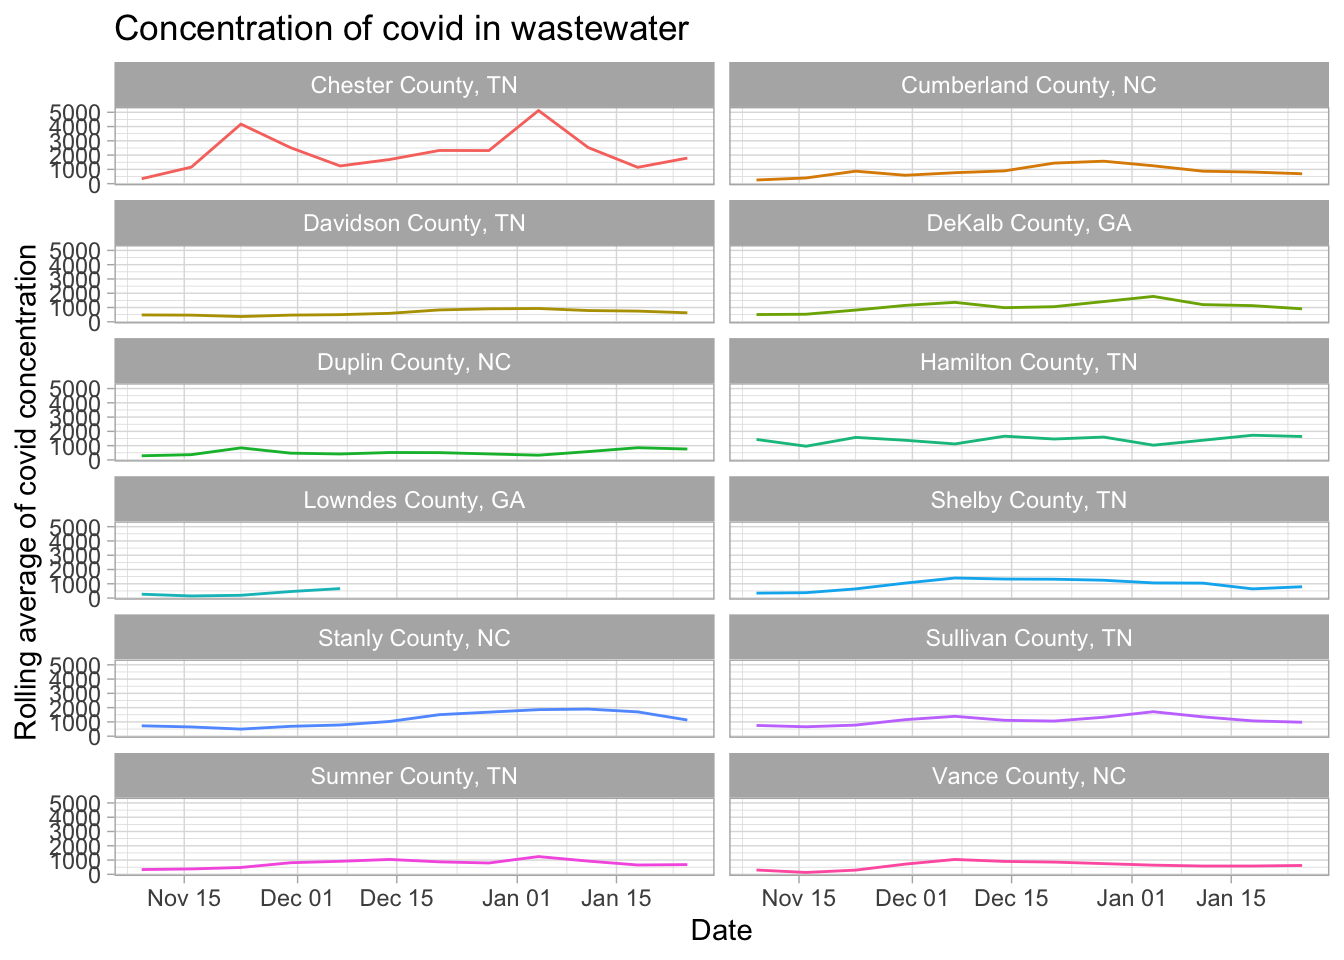 Concentration of covid in wastewater
Rolling average of covid concentration
Chester County, TN
Cumberland County, NC
5000
4000
3000
2000
1000
0
Davidson County, TN
DeKalb County, GA
5000
4000
3000
2000
1000
0
Duplin County, NC
Hamilton County, TN
5000
4000
3000
2000
1000
0
Lowndes County, GA
Shelby County, TN
5000
4000
3000
2000
1000
0
Stanly County, NC
Sullivan County, TN
5000
4000
3000
2000
1000
0
Sumner County, TN
Vance County, NC
5000
4000
3000
2000
1000
0
Nov 15 Dec 01 Dec 15 Jan 01 Jan 15 Nov 15 Dec 01 Dec 15 Jan 01 Jan 15
Date